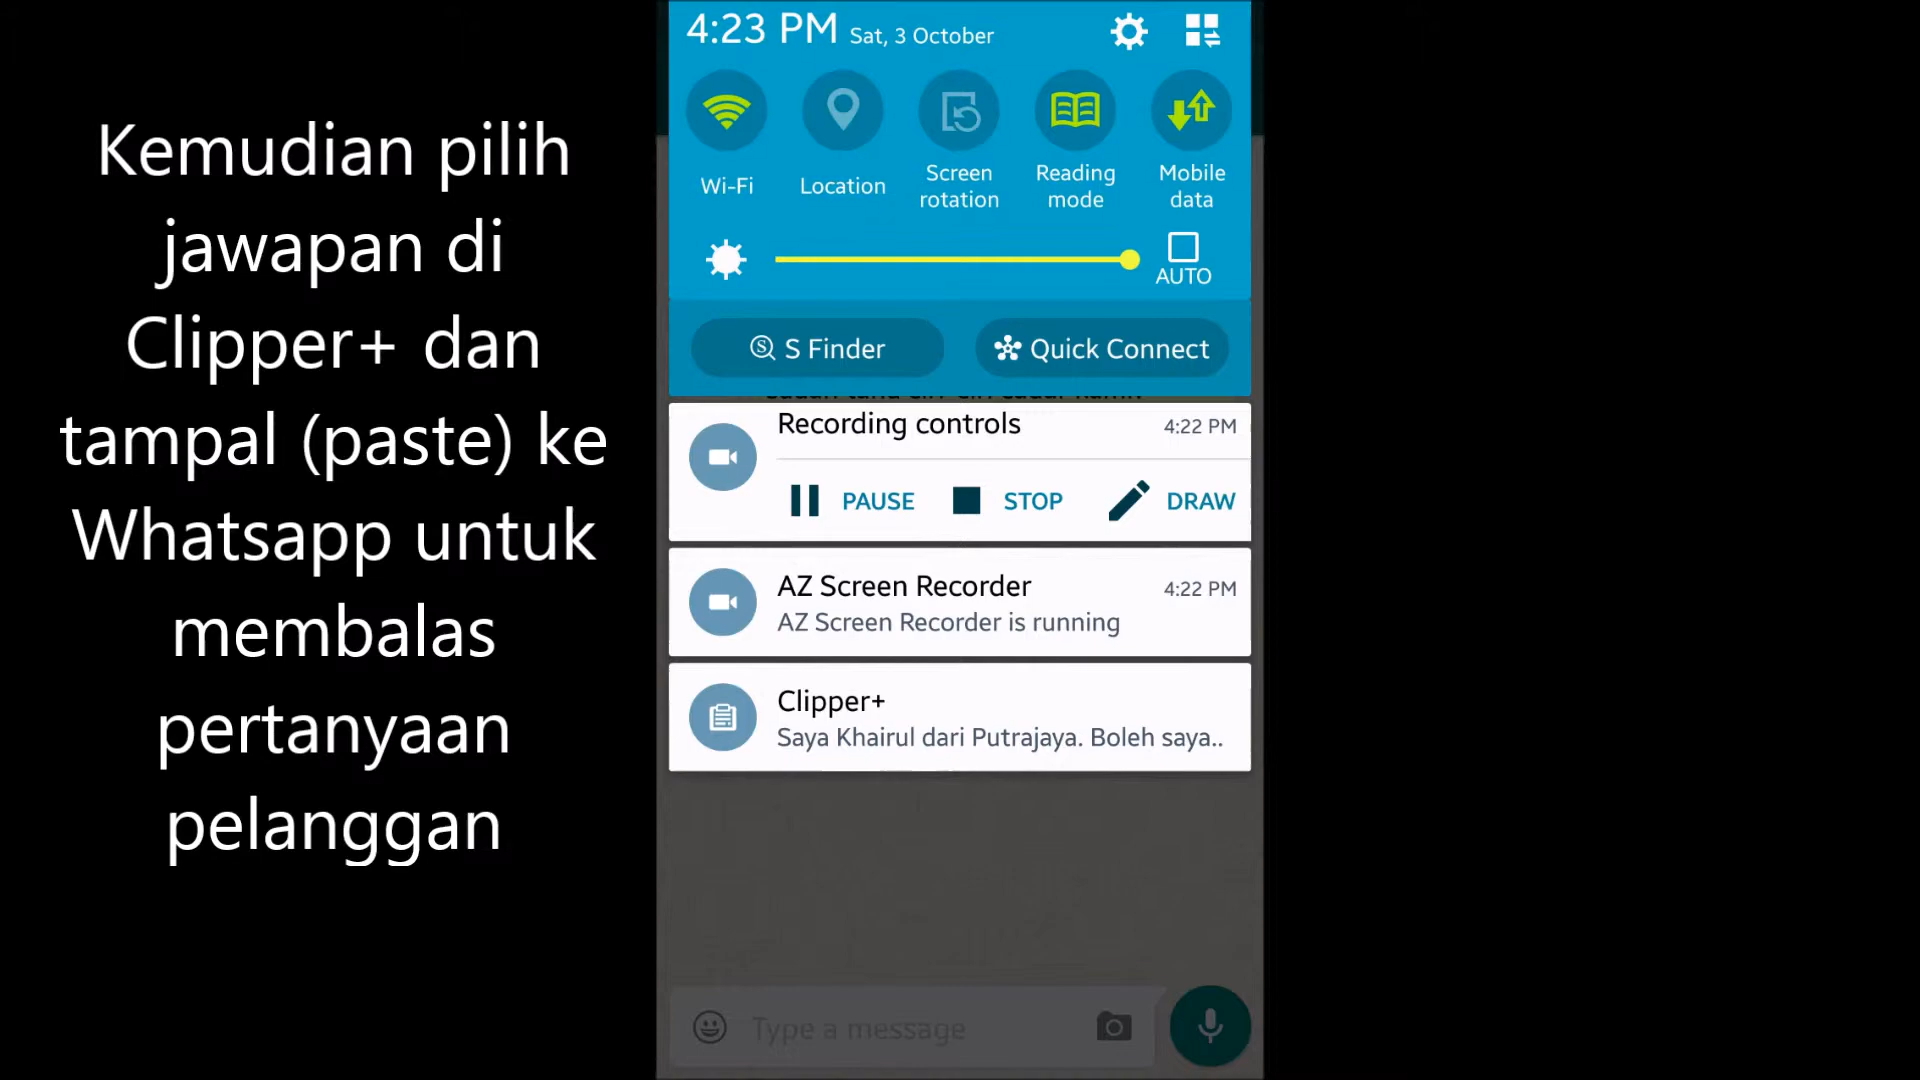 Kemudian pilih
jawapan di
Clipper+ dan
tampal (paste) ke
Whatsapp untuk
membalas
pertanyaan
pelanggan
4:23 PM Sat, 3 October
Wi-Fi
Location
Screen
rotation
Reading
mode
Mobile
data
AUTO
S Finder
Quick Connect
Recording controls 4:22 PM
PAUSE STOP DRAW
AZ Screen Recorder 4:22 PM
AZ Screen Recorder is running
Clipper+
Saya Khairul dari Putrajaya. Boleh saya..
Type a message